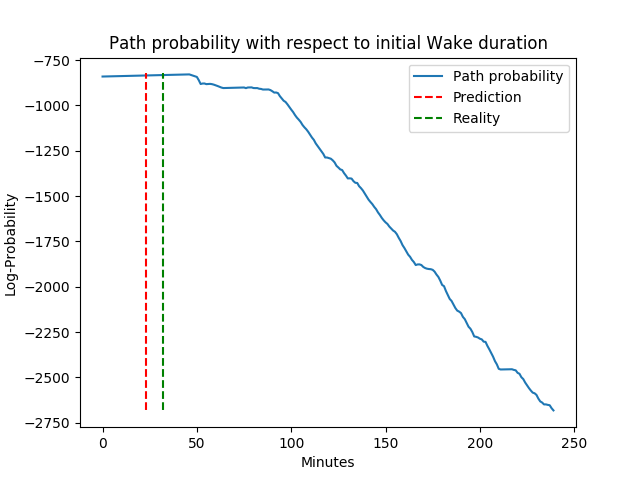 Path probability with respect to initial Wake duration
Path probability
Prediction
Reality
Log-Probability
−750
−1000
−1250
−1500
−1750
−2000
−2250
−2500
−2750
0 50 100 150 200 250
Minutes